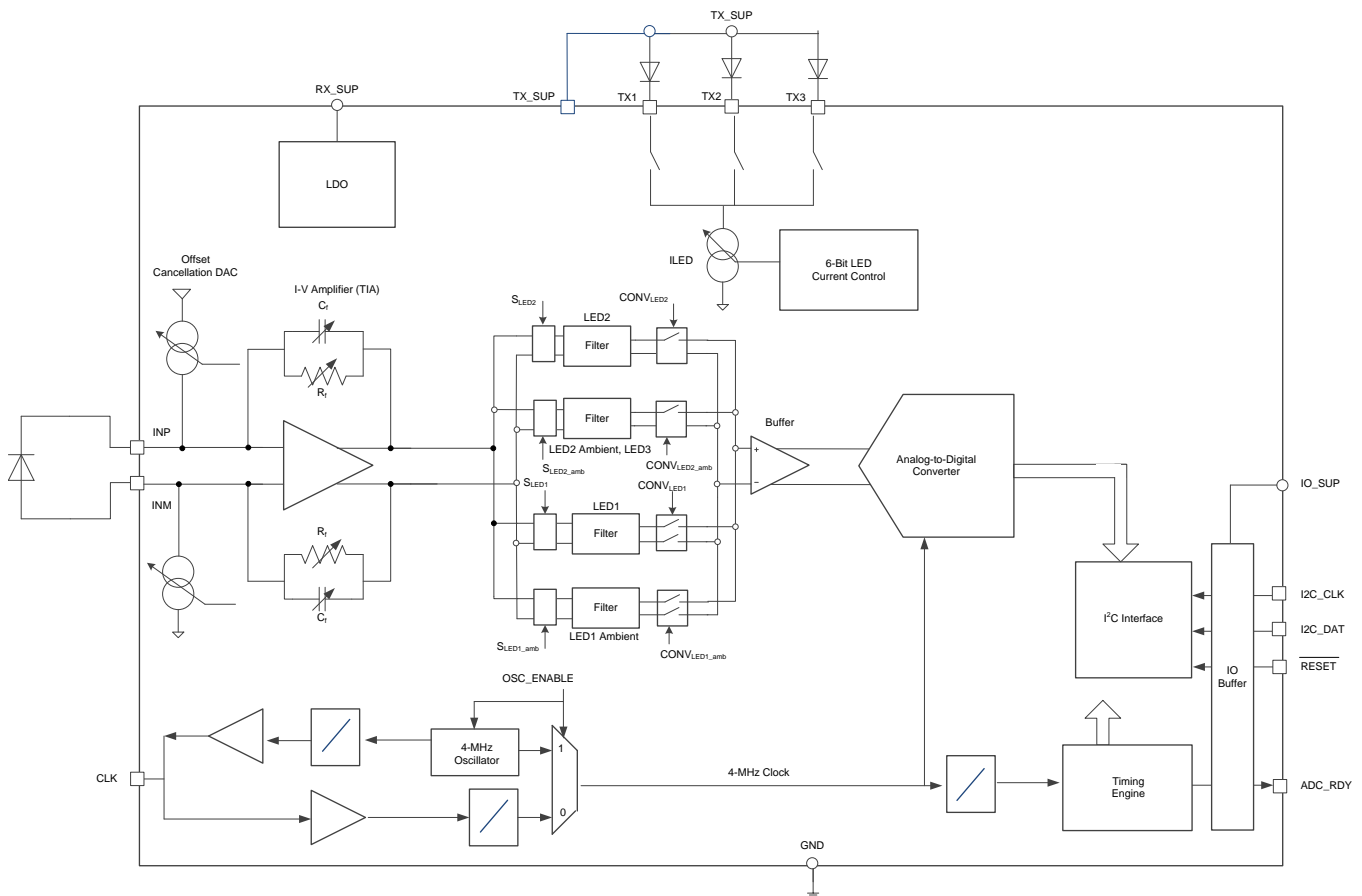 TX_SUP
RX_SUP
TX_SUP
TX1
TX2
TX3
LDO
ILED
6-Bit LED
Current Control
Offset
Cancellation DAC
I-V Amplifier (TIA)
Cf
Rf
SLED2
CONVLED2
LED2
Filter
INP
INM
Filter
LED2 Ambient, LED3
SLED2_amb
CONVLED2_amb
Buffer
+
−
Analog-to-Digital
Converter
SLED1
CONVLED1
LED1
Filter
Rf
Cf
Filter
LED1 Ambient
SLED1_amb
CONVLED1_amb
IO_SUP
I2C_CLK
I2C_DAT
RESET
I2C Interface
IO
Buffer
OSC_ENABLE
4-MHz
Oscillator
1
0
CLK
4-MHz Clock
Timing
Engine
ADC_RDY
GND